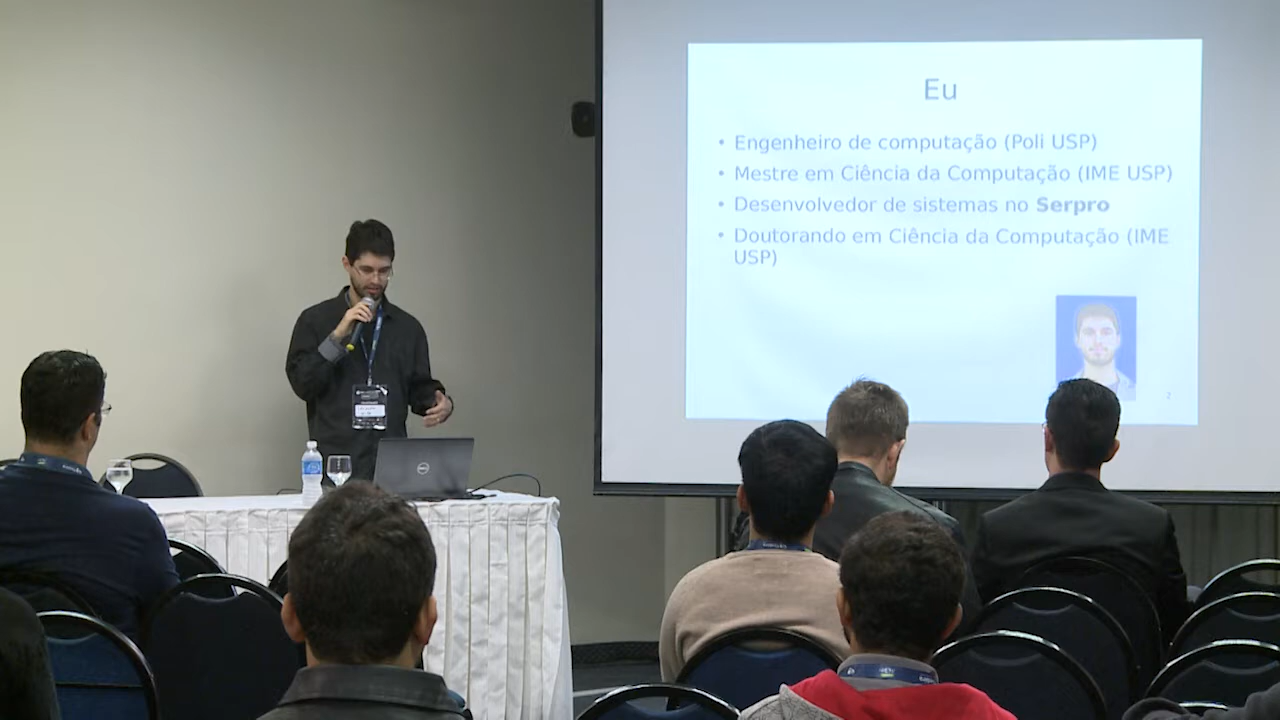 Eu
• Engenheiro de computação (Poli USP)
• Mestre em Ciência da Computação (IME USP)
• Desenvolvedor de sistemas no Serpro
• Doutorando em Ciência da Computação (IME
USP)
2
DELL